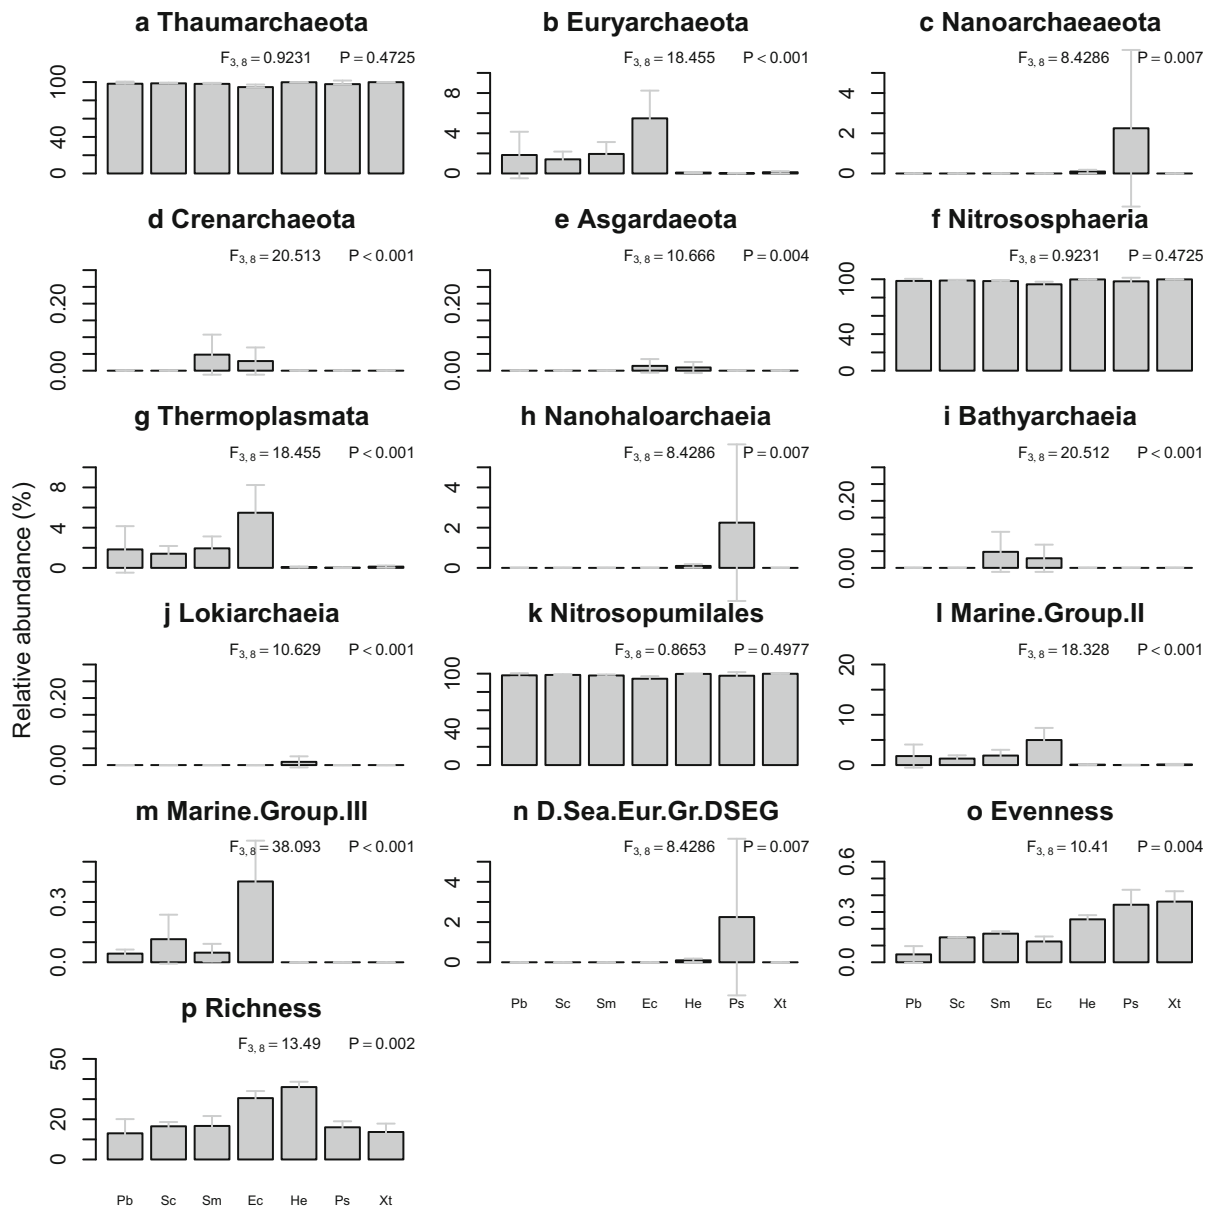 a Thaumarchaeota
F3, 8 = 0.9231 P = 0.4725
0 40 100
b Euryarchaeota
F3, 8 = 18.455 P < 0.001
0 4 8
c Nanoarchaeaeota
F3, 8 = 8.4286 P = 0.007
0 2 4
d Crenarchaeota
F3, 8 = 20.513 P < 0.001
0.00 0.20
e Asgardaeota
F3, 8 = 10.666 P = 0.004
0.00 0.20
f Nitrososphaeria
F3, 8 = 0.9231 P = 0.4725
0 40 100
Relative abundance (%)
g Thermoplasmata
F3, 8 = 18.455 P < 0.001
0 4 8
h Nanohaloarchaeia
F3, 8 = 8.4286 P = 0.007
0 2 4
i Bathyarchaeia
F3, 8 = 20.512 P < 0.001
0.00 0.20
j Lokiarchaeia
F3, 8 = 10.629 P < 0.001
0.00 0.20
k Nitrosopumilales
F3, 8 = 0.8653 P = 0.4977
0 40 100
l Marine.Group.II
F3, 8 = 18.328 P < 0.001
0 10 20
m Marine.Group.III
F3, 8 = 38.093 P < 0.001
0.0 0.3
n D.Sea.Eur.Gr.DSEG
F3, 8 = 8.4286 P = 0.007
0 2 4
Pb Sc Sm Ec He Ps Xt
o Evenness
F3, 8 = 10.41 P = 0.004
0.0 0.3 0.6
Pb Sc Sm Ec He Ps Xt
p Richness
F3, 8 = 13.49 P = 0.002
0 20 50
Pb Sc Sm Ec He Ps Xt